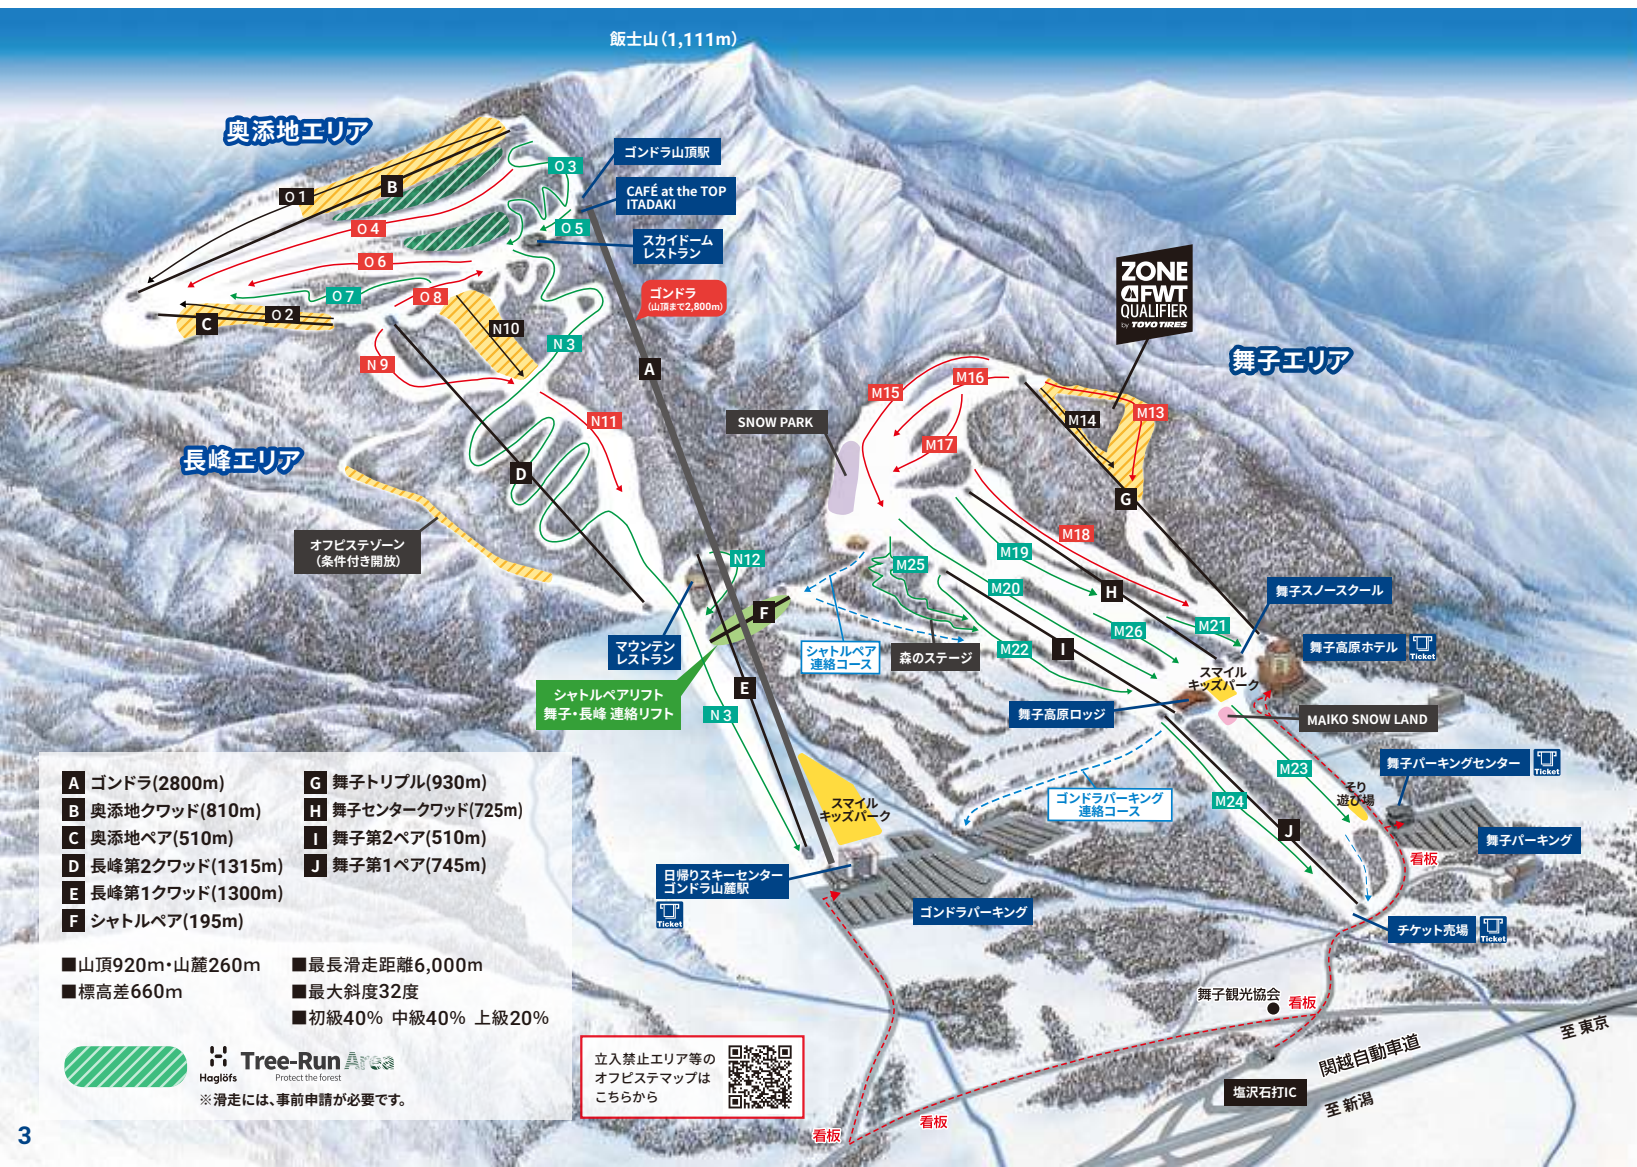 飯士山(1,111m)
奥添地エリア
ゴンドラ山頂駅
CAFÉ at the TOP
ITADAKI
スカイドーム
レストラン
ゴンドラ
(山頂まで2,800m)
O1
B
O3
O4
O5
O6
O7
O8
C
O2
N10
N3
N9
A
N11
D
ZONE
FWT
QUALIFIER
by TOYO TIRES
舞子エリア
M15
M16
M14
M13
M17
SNOW PARK
G
M18
M19
長峰エリア
オフピステゾーン
(条件付き開放)
N12
M25
M20
H
F
M26
M21
M22
I
舞子スノースクール
舞子高原ホテル
Ticket
マウンテン
レストラン
シャトルペア
連絡コース
森のステージ
スマイル
キッズパーク
シャトルペアリフト
舞子・長峰 連絡リフト
E
N3
舞子高原ロッジ
MAIKO SNOW LAND
M23
舞子パーキングセンター
Ticket
ゴンドラパーキング
連絡コース
M24
そり
遊び場
J
舞子パーキング
看板
スマイル
キッズパーク
日帰りスキーセンター
ゴンドラ山麓駅
Ticket
ゴンドラパーキング
チケット売場
Ticket
A ゴンドラ(2800m)
B 奥添地クワッド(810m)
C 奥添地ペア(510m)
D 長峰第2クワッド(1315m)
E 長峰第1クワッド(1300m)
F シャトルペア(195m)
G 舞子トリプル(930m)
H 舞子センタークワッド(725m)
I 舞子第2ペア(510m)
J 舞子第1ペア(745m)
■山頂920m・山麓260m
■標高差660m
■最長滑走距離6,000m
■最大斜度32度
■初級40% 中級40% 上級20%
Haglöfs
Tree-Run Area
Protect the forest
※滑走には、事前申請が必要です。
立入禁止エリア等の
オフピステマップは
こちらから
舞子観光協会
看板
至 東京
関越自動車道
塩沢石打IC
至 新潟
看板
看板
3